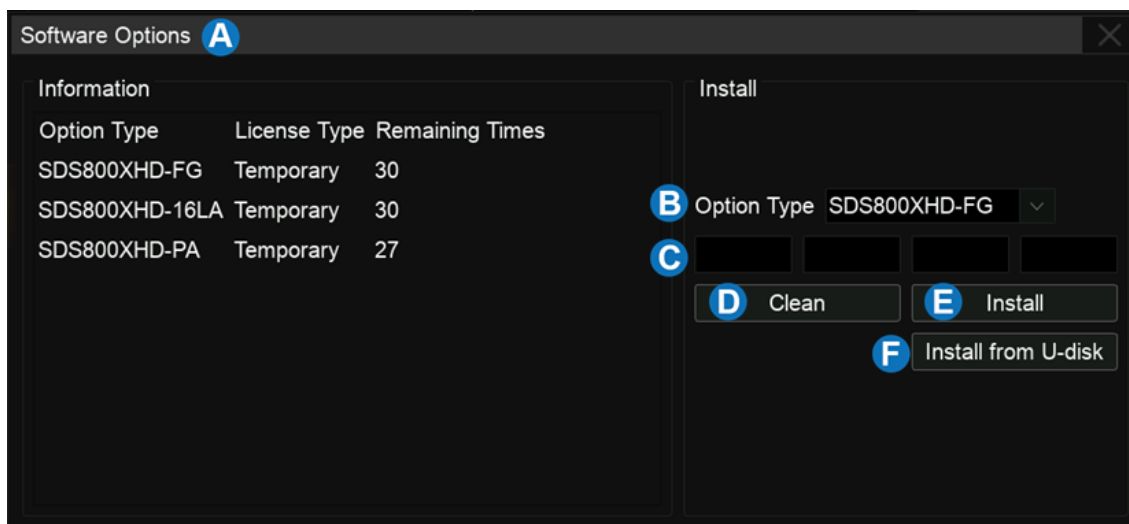 Software Options A
Information
Option Type License Type Remaining Times
SDS800XHD-FG Temporary 30
SDS800XHD-16LA Temporary 30
SDS800XHD-PA Temporary 27
Install
B Option Type SDS800XHD-FG
C
D Clean E Install
F Install from U-disk